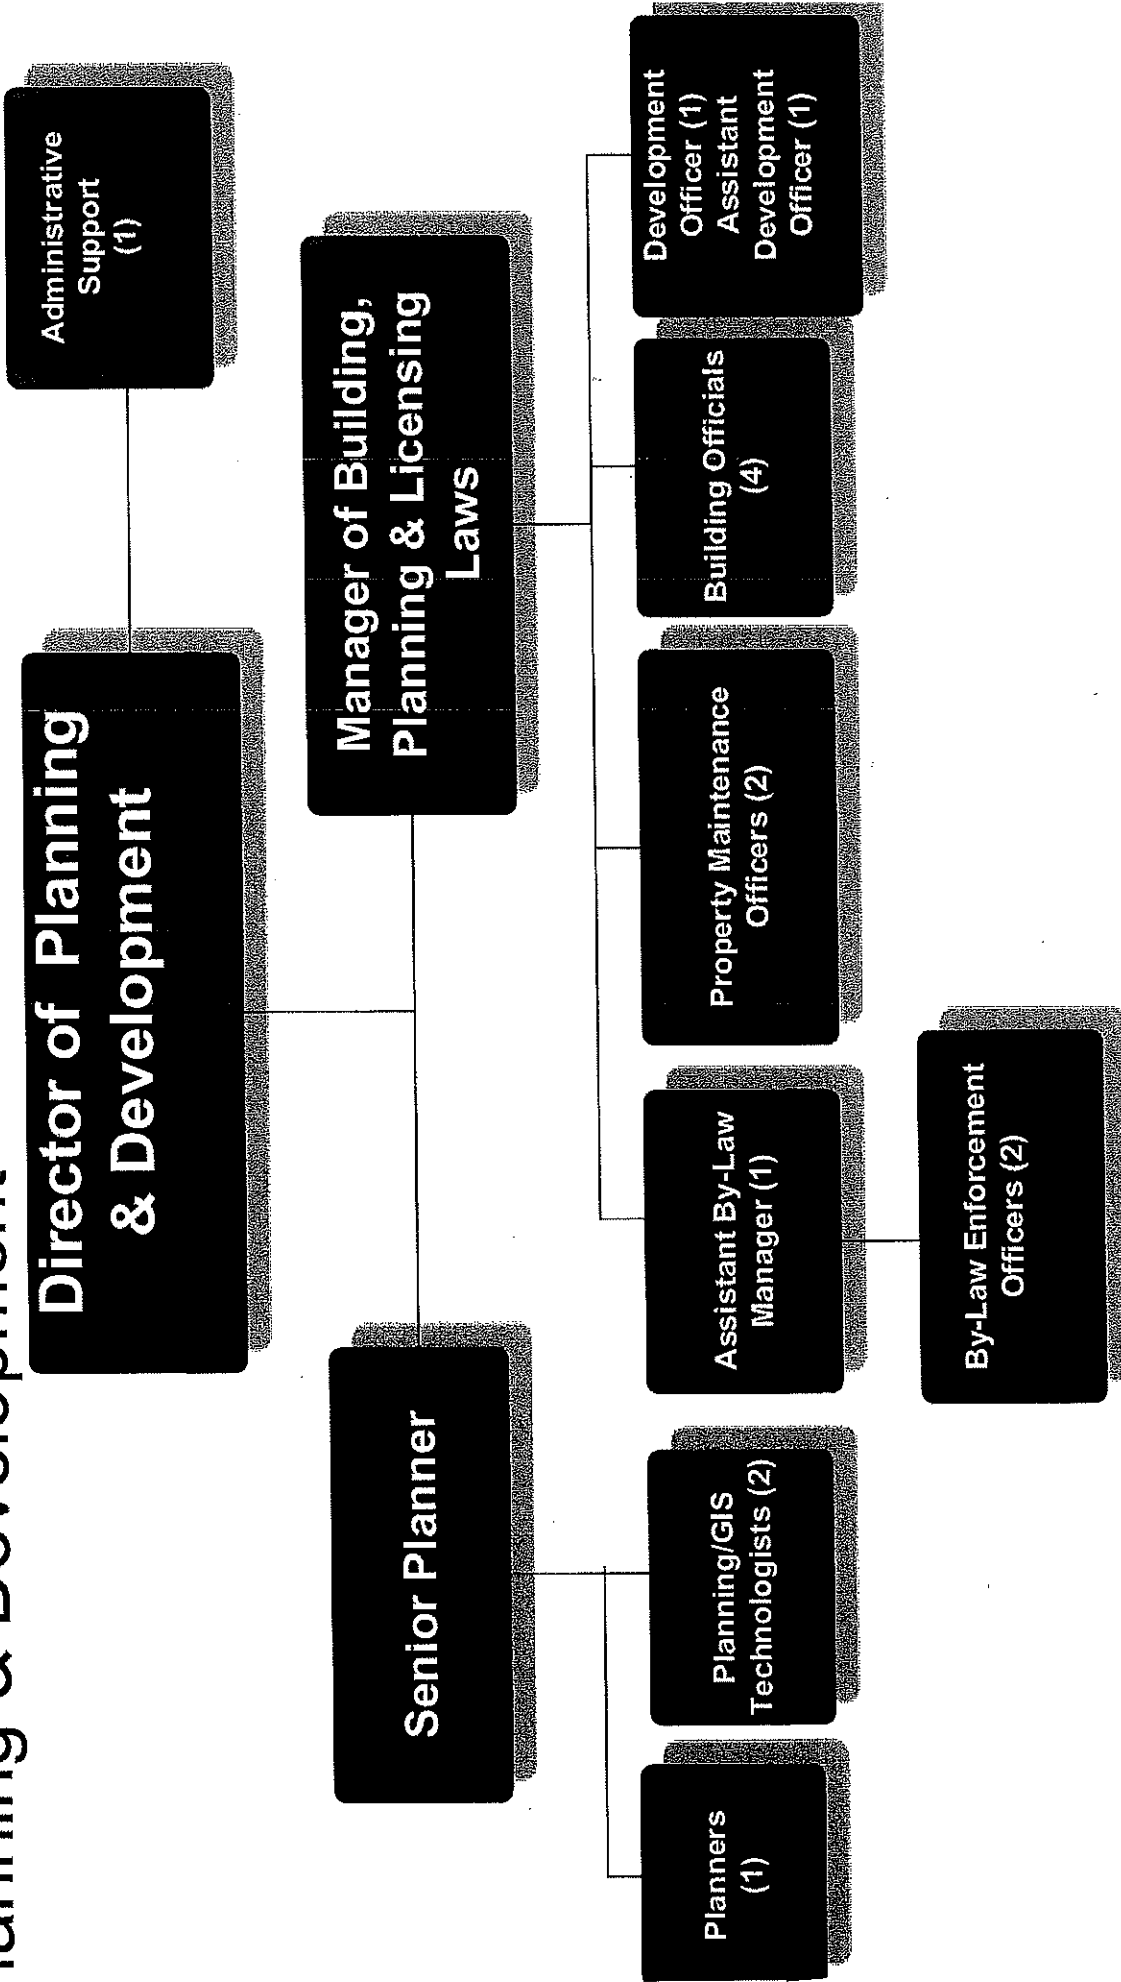 & Development
Director of Planning
& Development
Administrative
Support
(1)
Senior Planner
Manager of Building,
Planning & Licensing
Laws
Planners
(1)
Planning/GIS
Technologists (2)
Assistant By-Law
Manager (1)
Property Maintenance
Officers (2)
Building Officials
(4)
Development
Officer (1)
Assistant
Development
Officer (1)
By-Law Enforcement
Officers (2)